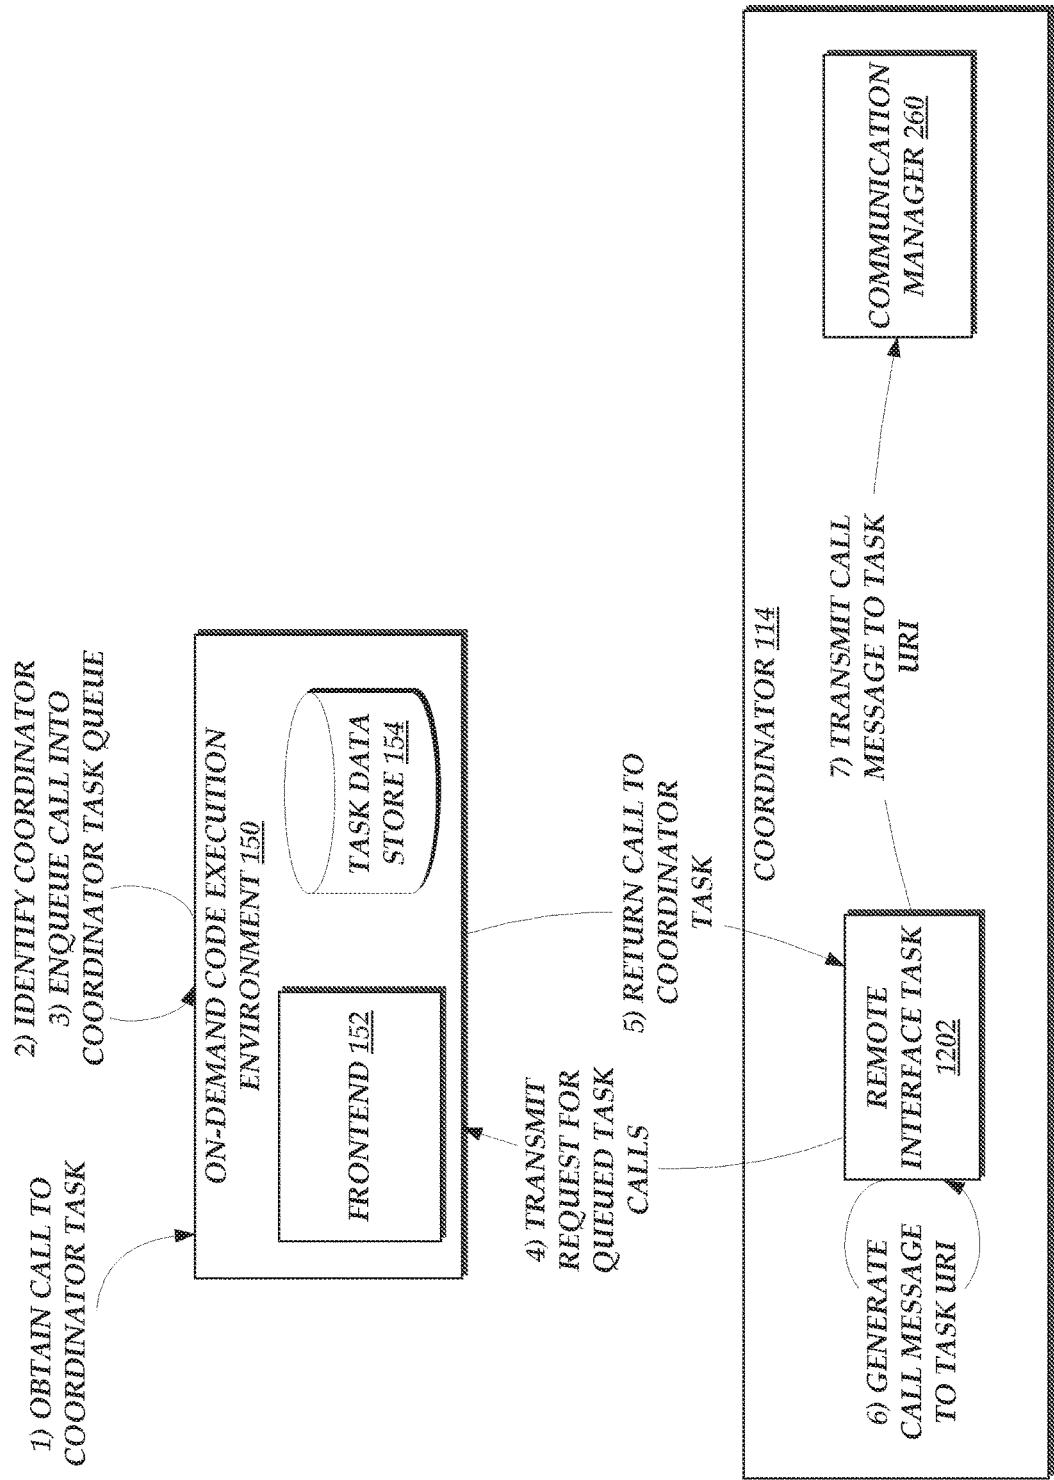 1) OBTAIN CALL TO
COORDINATOR TASK
2) IDENTIFY COORDINATOR
3) ENQUEUE CALL INTO
COORDINATOR TASK QUEUE
ON-DEMAND CODE EXECUTION
ENVIRONMENT 150
FRONTEND 152
TASK DATA
STORE 154
4) TRANSMIT
REQUEST FOR
QUEUED TASK
CALLS
5) RETURN CALL TO
COORDINATOR
TASK
COORDINATOR 114
6) GENERATE
CALL MESSAGE
TO TASK URI
REMOTE
INTERFACE TASK
1202
7) TRANSMIT CALL
MESSAGE TO TASK
URI
COMMUNICATION
MANAGER 260